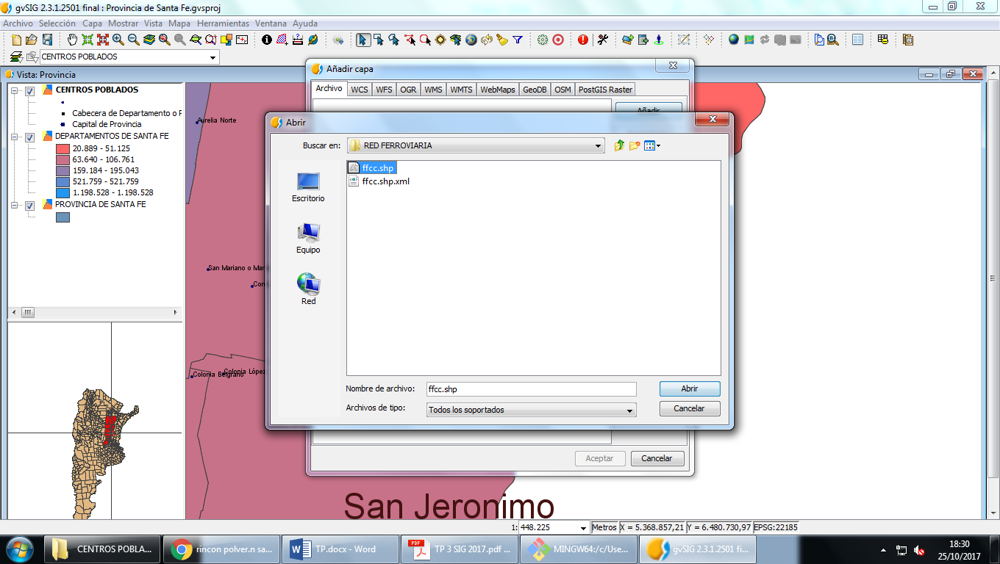 gvSIG 2.3.1.2501 final : Provincia de Santa Fe.gvsproj
Archivo Selección Capa Mostrar Vista Mapa Herramientas Ventana Ayuda
CENTROS POBLADOS
Vista: Provincia
CENTROS POBLADOS
Cabecera de Departamento o F
Capital de Provincia
DEPARTAMENTOS DE SANTA FE
20.889 - 51.125
63.640 - 106.761
159.184 - 195.043
521.759 - 521.759
1.198.528 - 1.198.528
PROVINCIA DE SANTA FE
Aurelia Norte
San Mariano o Mar
Colonia López
Colonia Belgrano
San Jeronimo
Añadir capa
Archivo WCS WFS OGR WMS WMTS WebMaps GeoDB OSM PostGIS Raster
Añadir
Abrir
Buscar en: RED FERROVIARIA
ffcc.shp
ffcc.shp.xml
Escritorio
Equipo
Red
Nombre de archivo: ffcc.shp
Abrir
Archivos de tipo: Todos los soportados
Cancelar
Aceptar Cancelar
1: 448.225 Metros X = 5.368.857,21 Y = 6.480.730,97 EPSG:22185
CENTROS POBLA... rincon polver.n sa... TP.docx - Word TP 3 SIG 2017.pdf ... MINGW64:/c/Use... gvSIG 2.3.1.2501 fi...
18:30
25/10/2017